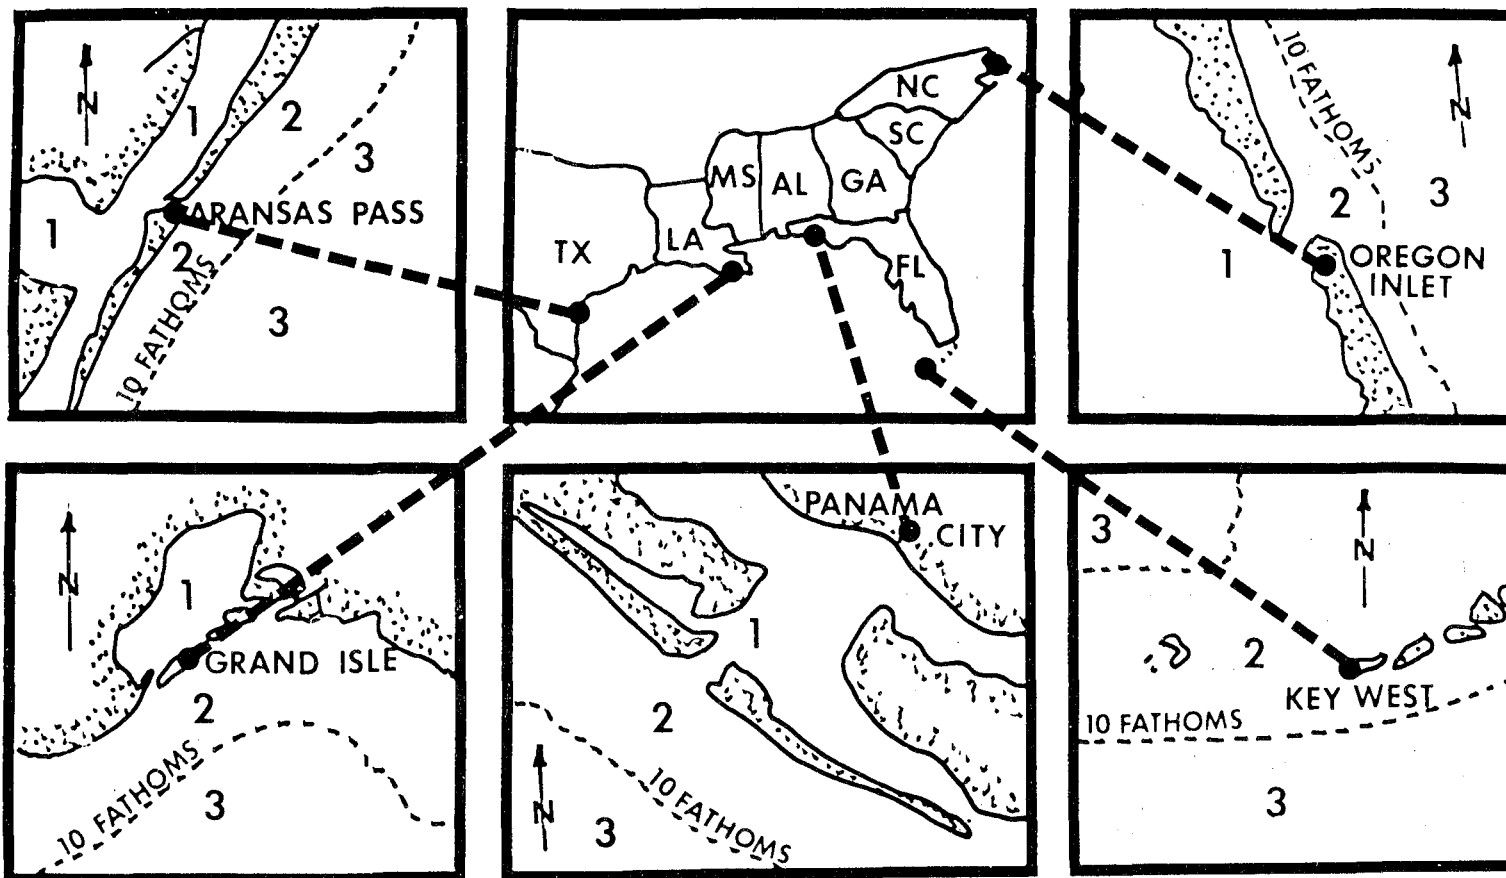 N
1
2
3
1
ARANSAS PASS
2
3
10 FATHOMS
NC
SC
MS
AL
GA
TX
LA
FL
10 FATHOMS
N
2
3
1
OREGON
INLET
N
1
GRAND ISLE
2
10 FATHOMS
3
PANAMA
CITY
1
2
10 FATHOMS
N
3
3
N
2
KEY WEST
10 FATHOMS
3